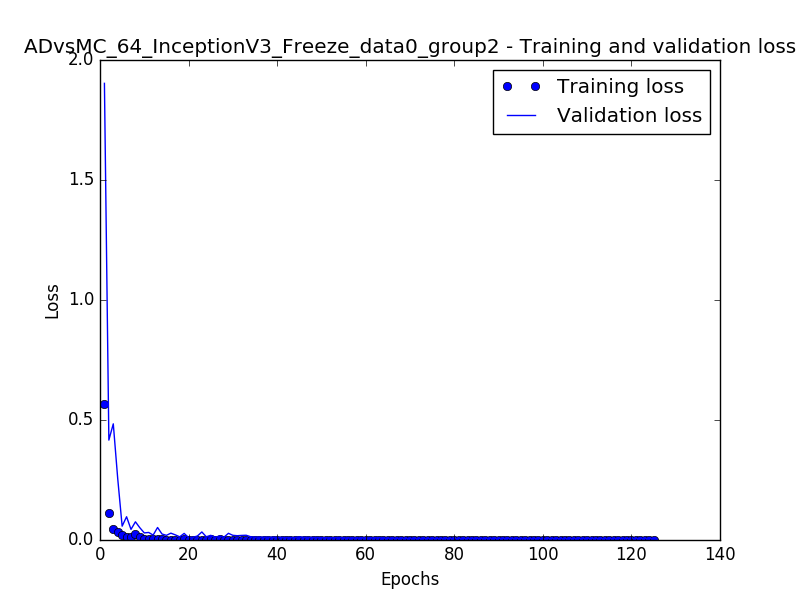 ADvsMC_64_InceptionV3_Freeze_data0_group2 - Training and validation loss
2.0
Training loss
Validation loss
1.5
Loss
1.0
0.5
0.0
0 20 40 60 80 100 120 140
Epochs